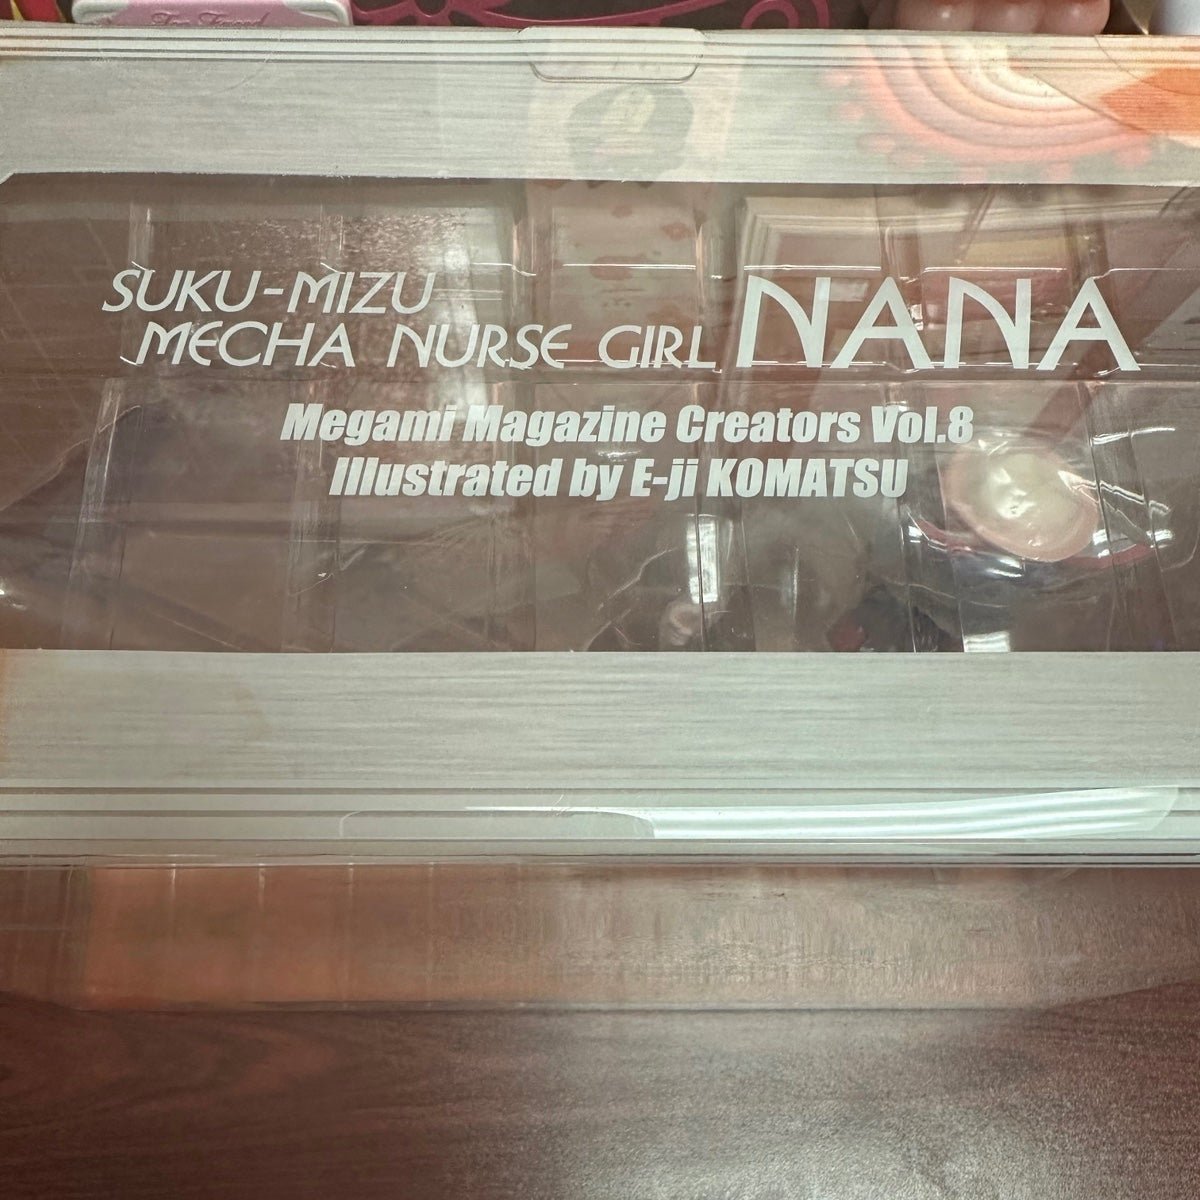 SUKU-MIZU
MECHA NURSE GIRL NANA
Megami Magazine Creators Vol.8
Illustrated by E-ji KOMATSU